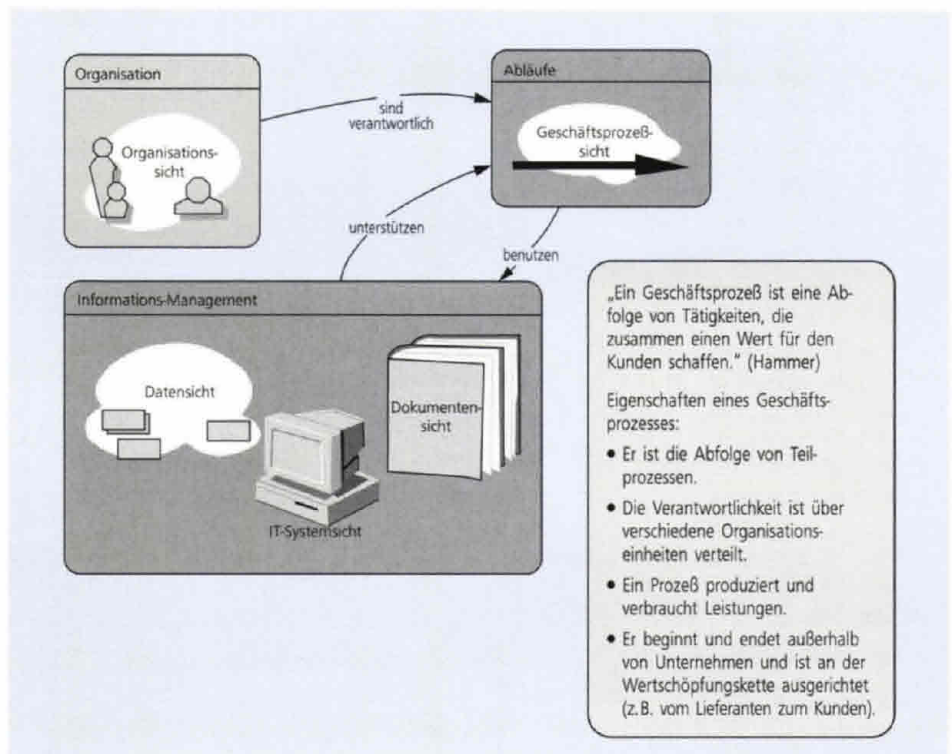 Organisation
Organisations-
sicht
sind
verantwortlich
Abläufe
Geschäftsprozeß-
sicht
unterstützen
benutzen
Informations-Management
Datensicht
IT-Systemsicht
Dokumenten-
sicht
„Ein Geschäftsprozeß ist eine Ab-
folge von Tätigkeiten, die
zusammen einen Wert für den
Kunden schaffen.“ (Hammer)
Eigenschaften eines Geschäfts-
prozesses:
• Er ist die Abfolge von Teil-
prozessen.
• Die Verantwortlichkeit ist über
verschiedene Organisations-
einheiten verteilt.
• Ein Prozeß produziert und
verbraucht Leistungen.
• Er beginnt und endet außerhalb
von Unternehmen und ist an der
Wertschöpfungskette ausgerichtet
(z.B. vom Lieferanten zum Kunden).